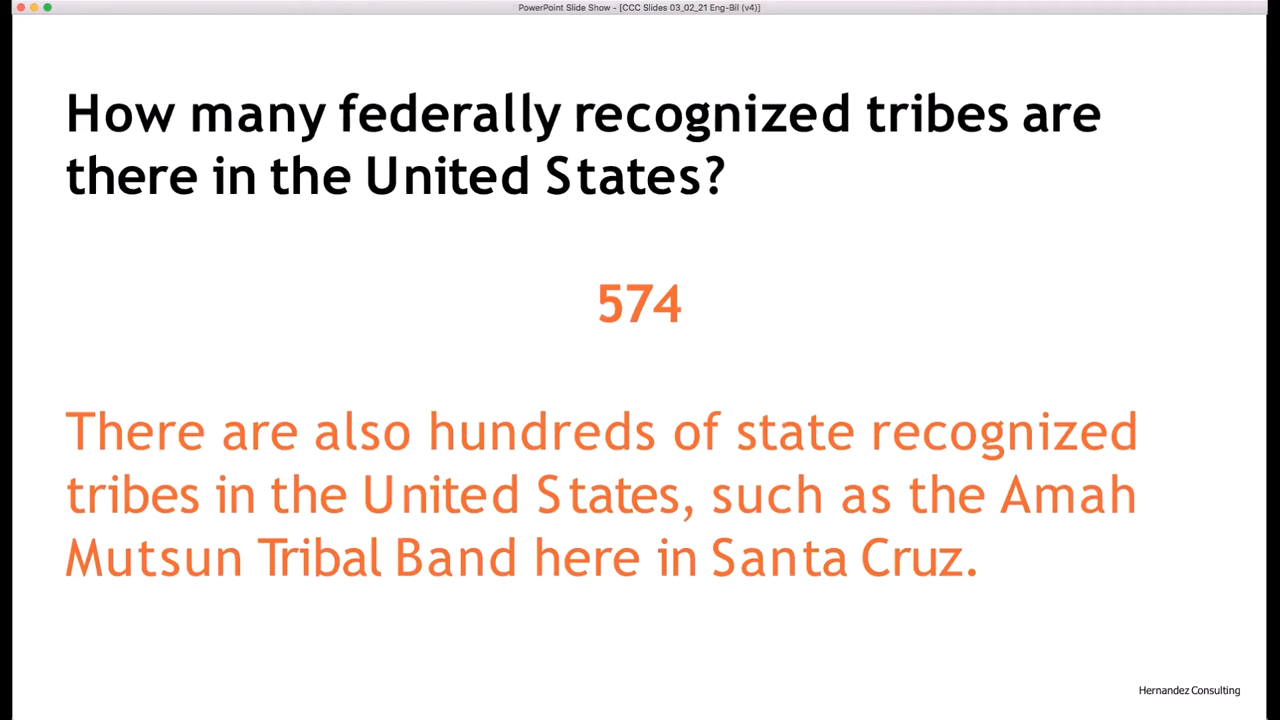 PowerPoint Slide Show - [CCC Slides 03_02_21 Eng-Bil (v4)]
How many federally recognized tribes are
there in the United States?
574
There are also hundreds of state recognized
tribes in the United States, such as the Amah
Mutsun Tribal Band here in Santa Cruz.
Hernandez Consulting